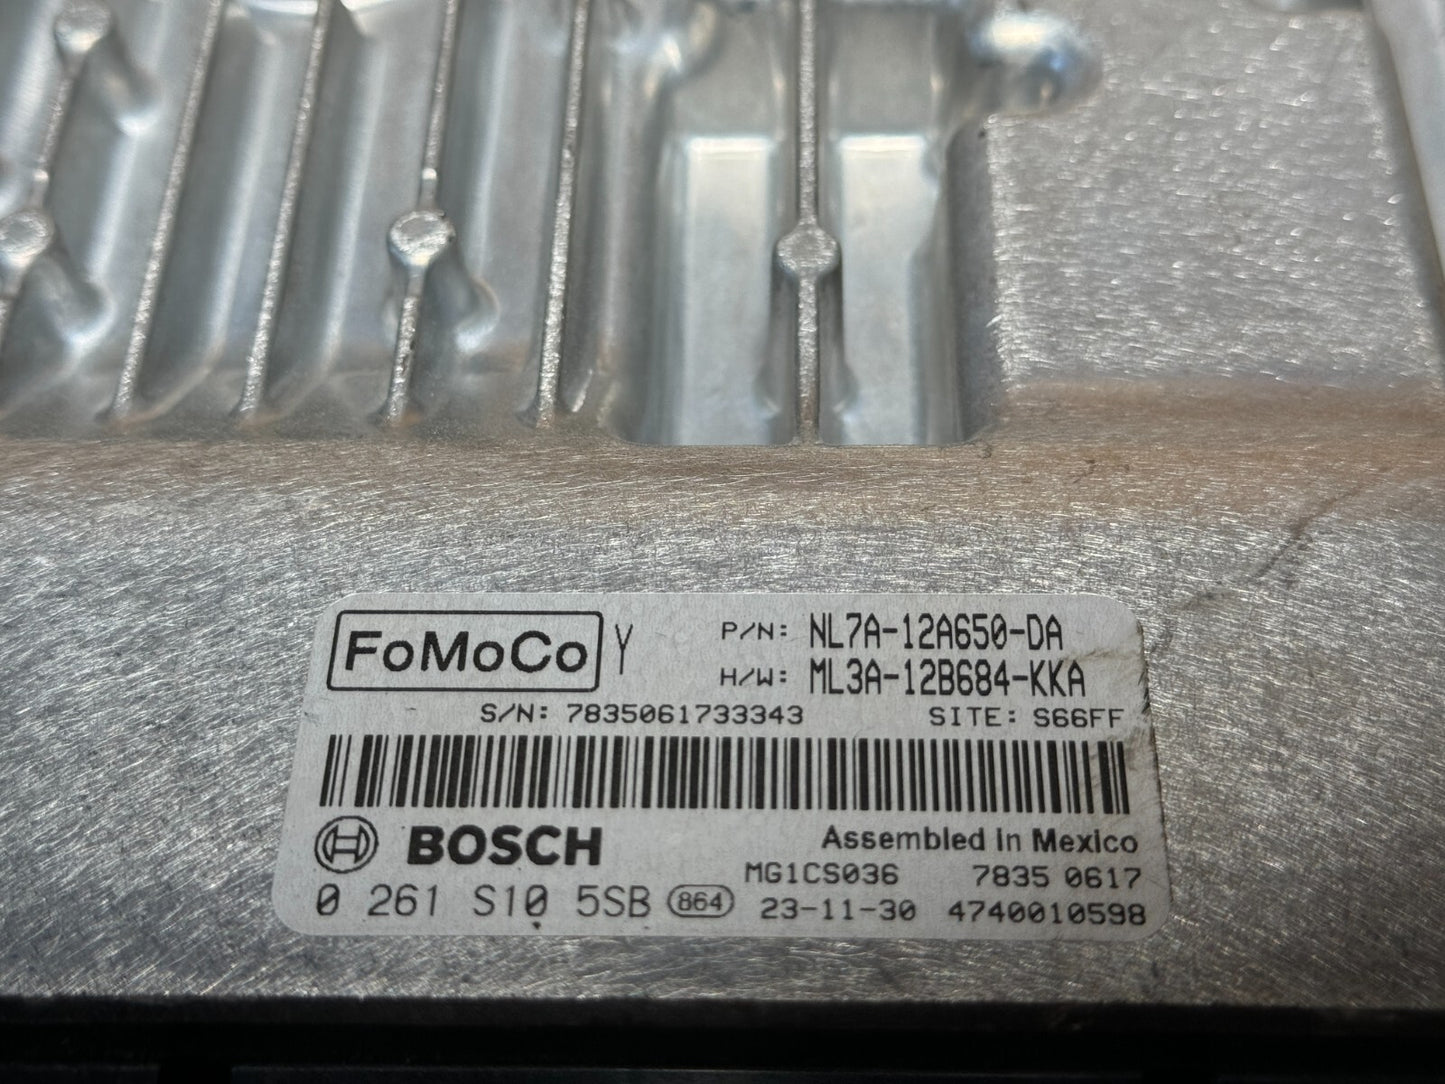 FoMoCo Y P/N: NL7A-12A650-DA
H/W: ML3A-12B684-KKA
S/N: 7835061733343 SITE: S66FF
BOSCH Assembled In Mexico
MG1CS036 7835 0617
0 261 S10 5SB 864 23-11-30 4740010598